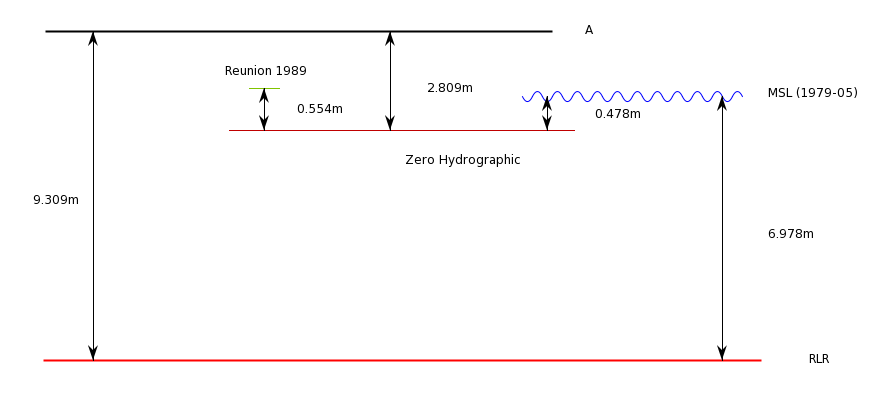 A
Reunion 1989
2.809m
MSL (1979-05)
0.554m
0.478m
Zero Hydrographic
9.309m
6.978m
RLR